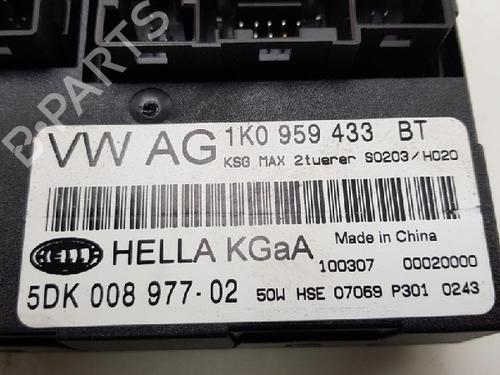 B-PARTS
VW AG 1K0 959 433 BT
KSG MAX 2tuerer S0203/H020
HELLA HELLA KGaA Made in China
100307 00020000
5DK 008 977-02 50W HSE 07069 P301 0243